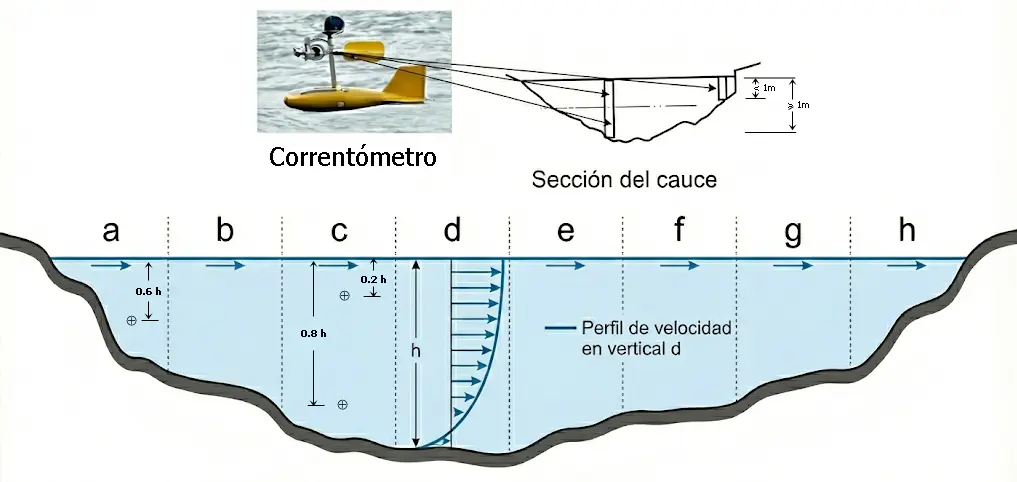 < 1m
⩾ 1m
Correntómetro
Sección del cauce
a b c d e f g h
0.6 h
0.2 h
0.8 h
h
Perfil de velocidad
en vertical d